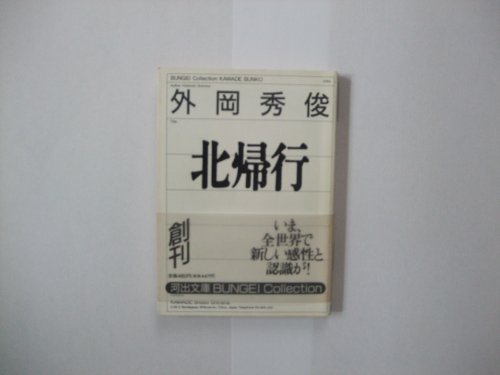 BUNGEI Collection KAWADE BUNKO
外岡秀俊
Title
北帰行
創刊
いま、
全世界で
新しい感性と
認識が!
河出文庫 BUNGEI Collection